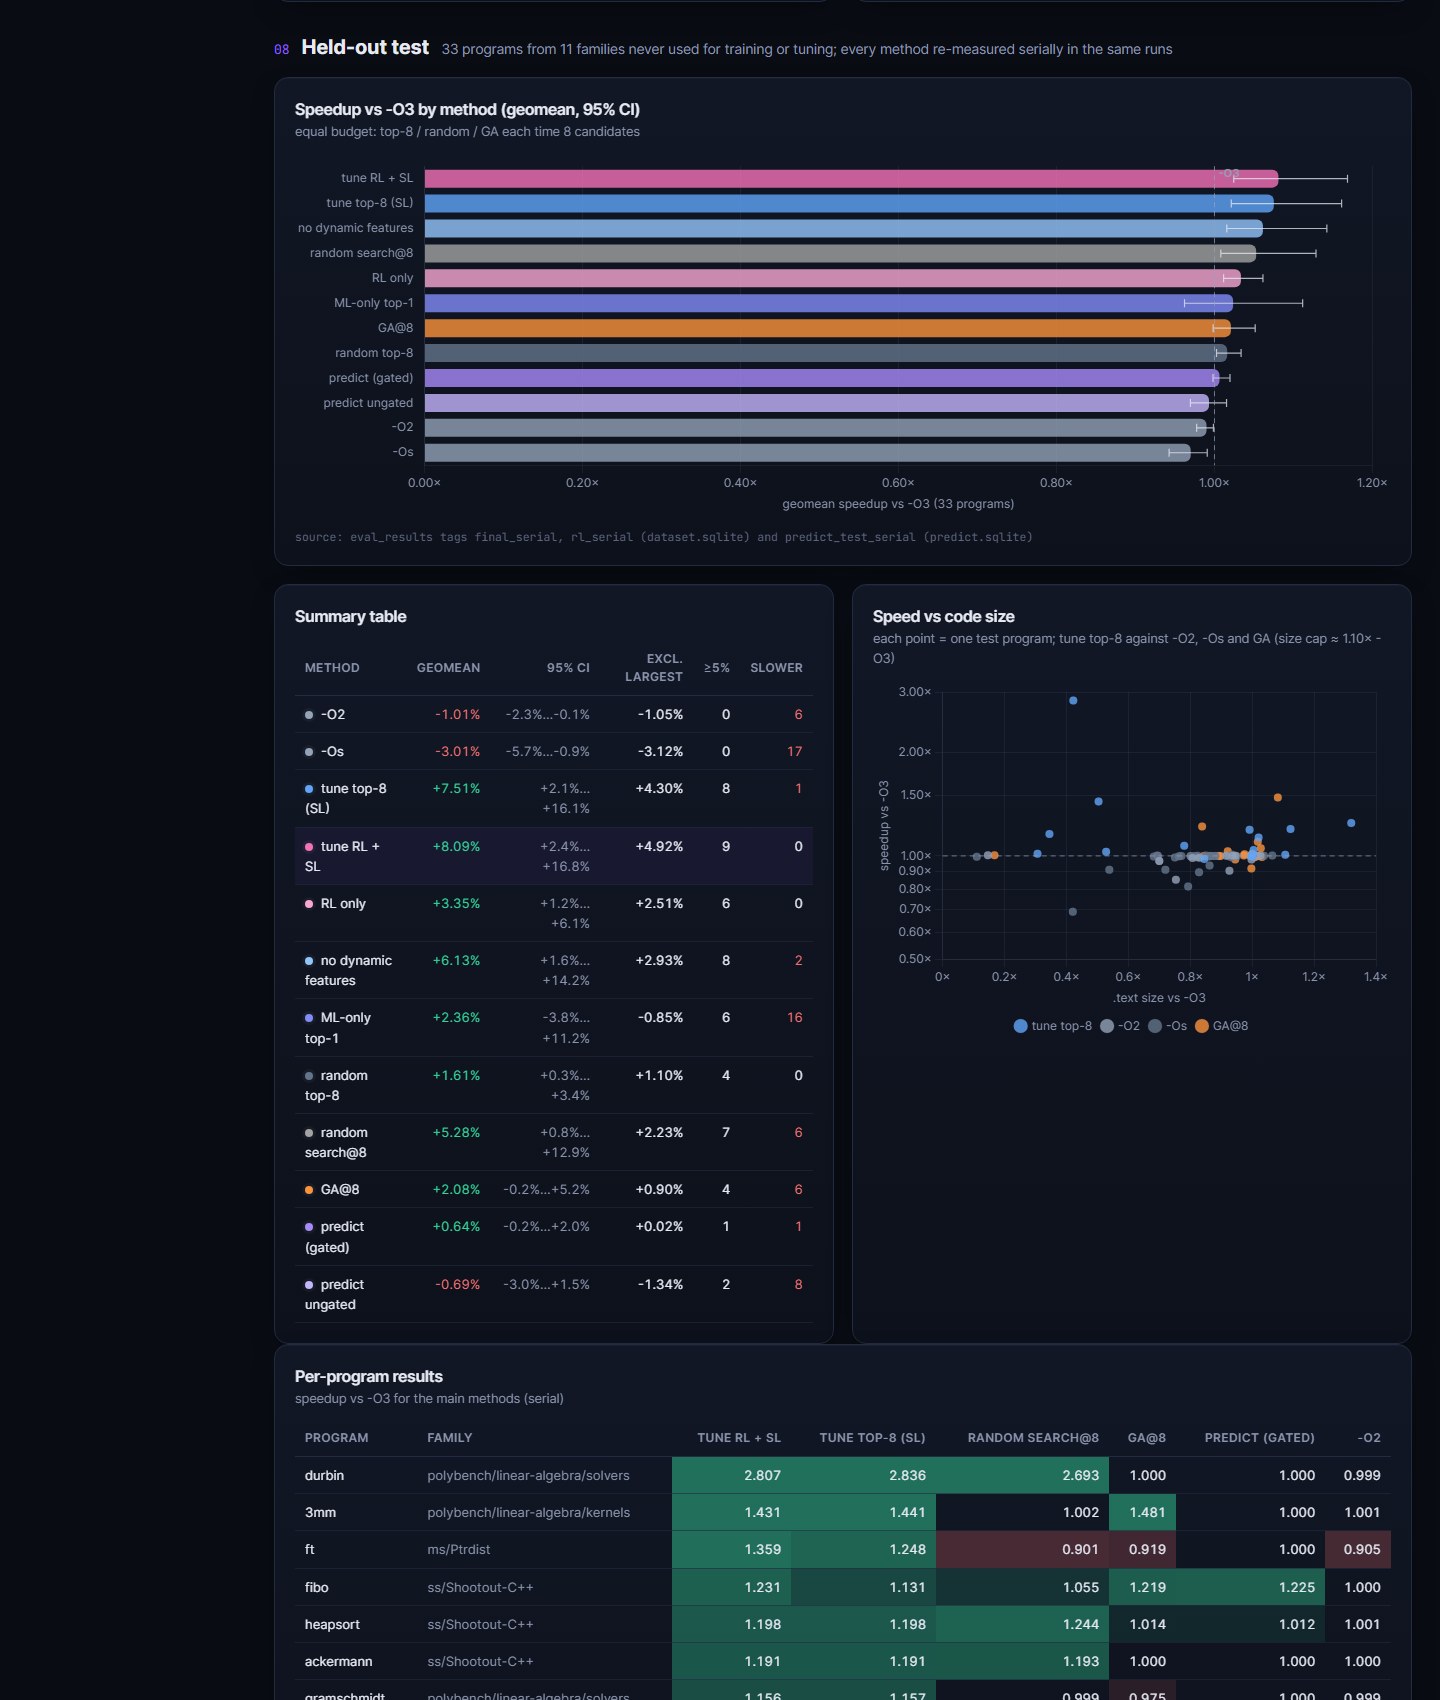 08 Held-out test 33 programs from 11 families never used for training or tuning; every method re-measured serially in the same runs
Speedup vs -O3 by method (geomean, 95% CI)
equal budget: top-8 / random / GA each time 8 candidates
-O3
tune RL + SL
tune top-8 (SL)
no dynamic features
random search@8
RL only
ML-only top-1
GA@8
random top-8
predict (gated)
predict ungated
-O2
-Os
0.00× 0.20× 0.40× 0.60× 0.80× 1.00× 1.20×
geomean speedup vs -O3 (33 programs)
source: eval_results tags final_serial, rl_serial (dataset.sqlite) and predict_test_serial (predict.sqlite)
Summary table
METHOD GEOMEAN 95% CI EXCL. LARGEST ≥5% SLOWER
-O2 -1.01% -2.3%…-0.1% -1.05% 0 6
-Os -3.01% -5.7%…-0.9% -3.12% 0 17
tune top-8 (SL) +7.51% +2.1%…+16.1% +4.30% 8 1
tune RL + SL +8.09% +2.4%…+16.8% +4.92% 9 0
RL only +3.35% +1.2%…+6.1% +2.51% 6 0
no dynamic features +6.13% +1.6%…+14.2% +2.93% 8 2
ML-only top-1 +2.36% -3.8%…+11.2% -0.85% 6 16
random top-8 +1.61% +0.3%…+3.4% +1.10% 4 0
random search@8 +5.28% +0.8%…+12.9% +2.23% 7 6
GA@8 +2.08% -0.2%…+5.2% +0.90% 4 6
predict (gated) +0.64% -0.2%…+2.0% +0.02% 1 1
predict ungated -0.69% -3.0%…+1.5% -1.34% 2 8
Speed vs code size
each point = one test program; tune top-8 against -O2, -Os and GA (size cap ≈ 1.10× -
O3)
speedup vs -O3
3.00×
2.00×
1.50×
1.00×
0.90×
0.80×
0.70×
0.60×
0.50×
0× 0.2× 0.4× 0.6× 0.8× 1× 1.2× 1.4×
.text size vs -O3
tune top-8 -O2 -Os GA@8
Per-program results
speedup vs -O3 for the main methods (serial)
PROGRAM FAMILY TUNE RL + SL TUNE TOP-8 (SL) RANDOM SEARCH@8 GA@8 PREDICT (GATED) -O2
durbin polybench/linear-algebra/solvers 2.807 2.836 2.693 1.000 1.000 0.999
3mm polybench/linear-algebra/kernels 1.431 1.441 1.002 1.481 1.000 1.001
ft ms/Ptrdist 1.359 1.248 0.901 0.919 1.000 0.905
fibo ss/Shootout-C++ 1.231 1.131 1.055 1.219 1.225 1.000
heapsort ss/Shootout-C++ 1.198 1.198 1.244 1.014 1.012 1.001
ackermann ss/Shootout-C++ 1.191 1.191 1.193 1.000 1.000 1.000
gramschmidt polybench/linear-algebra/solvers 1.156 1.157 0.999 0.975 1.000 0.999